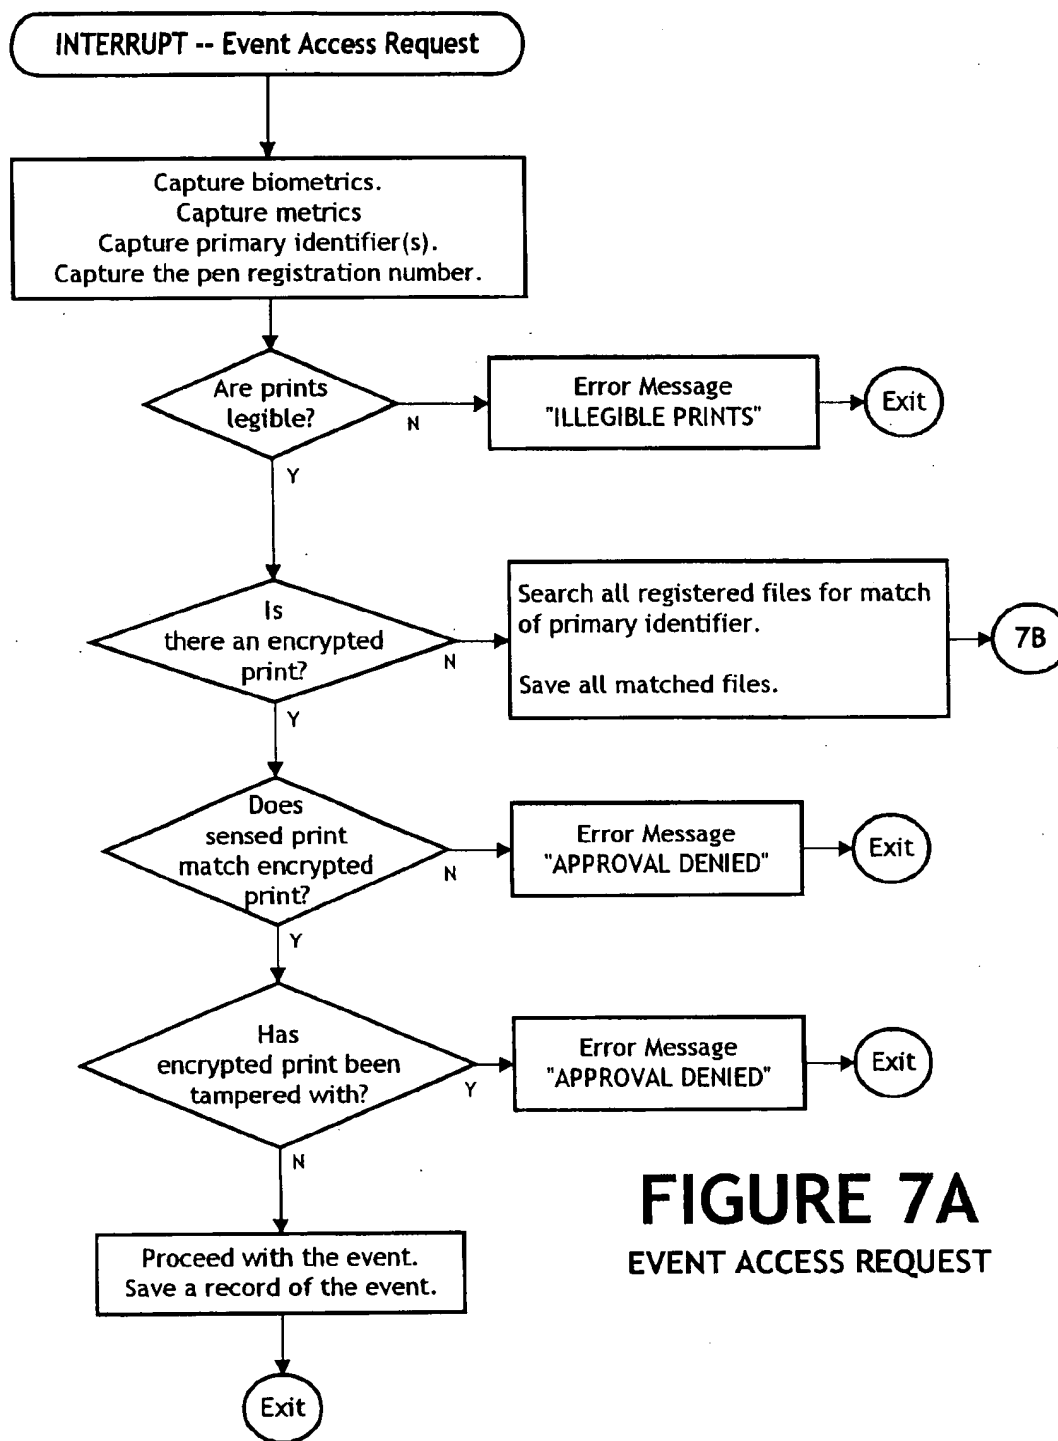 INTERRUPT -- Event Access Request
Capture biometrics.
Capture metrics
Capture primary identifier(s).
Capture the pen registration number.
Are prints
legible?
N
Error Message
"ILLEGIBLE PRINTS"
Exit
Y
Is
there an encrypted
print?
N
Search all registered files for match
of primary identifier.
Save all matched files.
7B
Y
Does
sensed print
match encrypted
print?
N
Error Message
"APPROVAL DENIED"
Exit
Y
Has
encrypted print been
tampered with?
Y
Error Message
"APPROVAL DENIED"
Exit
N
Proceed with the event.
Save a record of the event.
Exit
FIGURE 7A
EVENT ACCESS REQUEST